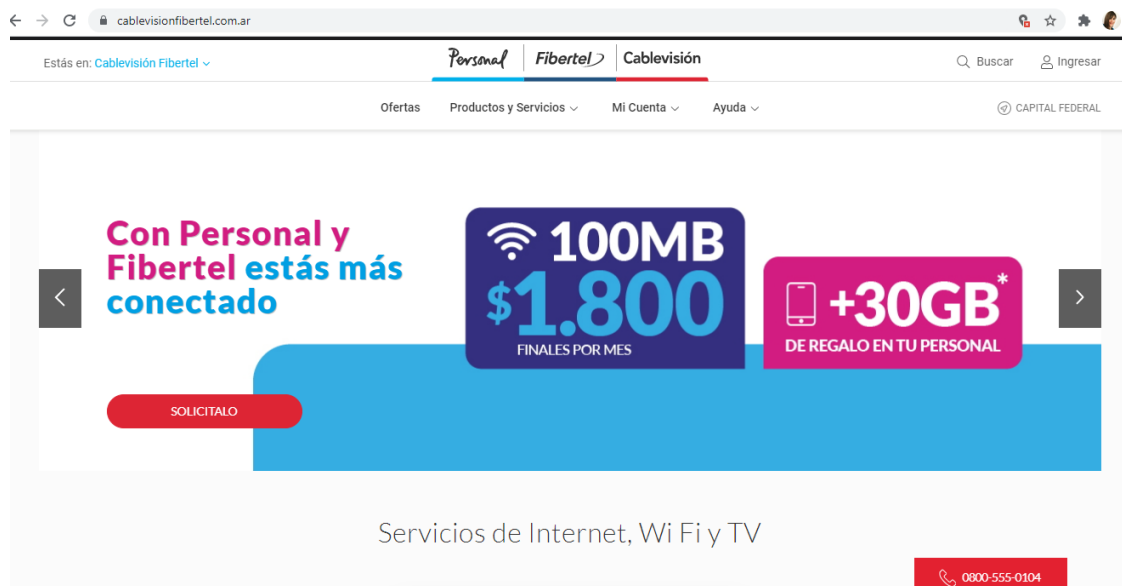 cablevisionfibertel.com.ar
Estás en: Cablevisión Fibertel
Personal Fibertel Cablevisión
Buscar Ingresar
Ofertas Productos y Servicios Mi Cuenta Ayuda CAPITAL FEDERAL
Con Personal y
Fibertel estás más
conectado
100MB
$1.800
FINALES POR MES
+30GB*
DE REGALO EN TU PERSONAL
SOLICITALO
Servicios de Internet, Wi Fi y TV
0800-555-0104